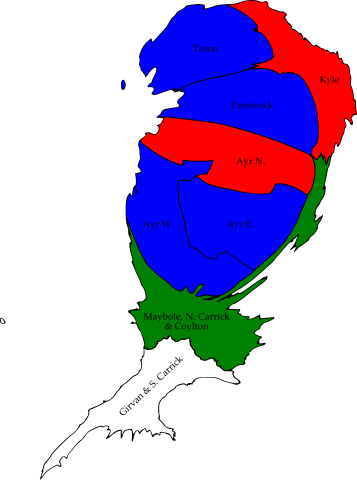 Troon
Kyle
Prestwick
Ayr N.
Ayr W.
Ayr E.
Maybole, N. Carrick
& Coylton
Girvan & S. Carrick